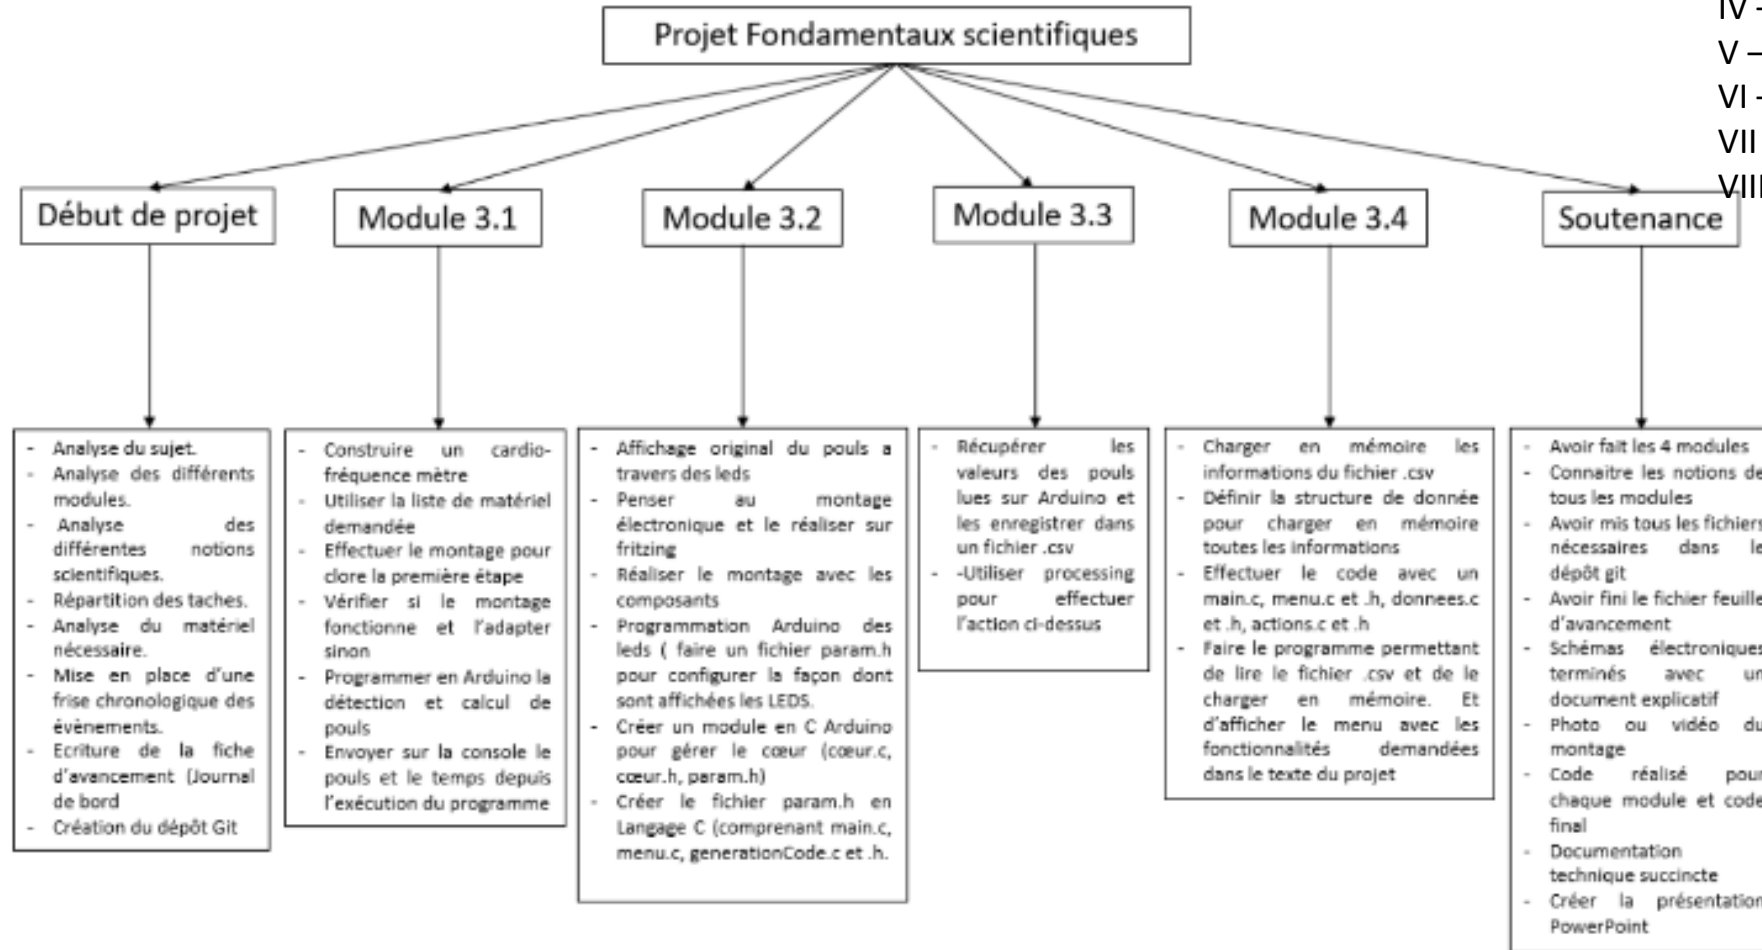 Projet Fondamentaux scientifiques
IV -
V –
VI -
VII
VIII
Début de projet
Module 3.1
Module 3.2
Module 3.3
Module 3.4
Soutenance
- Analyse du sujet.
- Analyse des différents
modules.
- Analyse des
différentes notions
scientifiques.
- Répartition des taches.
- Analyse du matériel
nécessaire.
- Mise en place d'une
frise chronologique des
évènements.
- Ecriture de la fiche
d'avancement (Journal
de bord
- Création du dépôt Git
- Construire un cardio-
fréquence mètre
- Utiliser la liste de matériel
demandée
- Effectuer le montage pour
clore la première étape
- Vérifier si le montage
fonctionne et l'adapter
sinon
- Programmer en Arduino la
détection et calcul de
pouls
- Envoyer sur la console le
pouls et le temps depuis
l'exécution du programme
- Affichage original du pouls a
travers des leds
- Penser au montage
électronique et le réaliser sur
fritzing
- Réaliser le montage avec les
composants
- Programmation Arduino des
leds ( faire un fichier param.h
pour configurer la façon dont
sont affichées les LEDS.
- Créer un module en C Arduino
pour gérer le cœur (cœur.c,
cœur.h, param.h)
- Créer le fichier param.h en
Langage C (comprenant main.c,
menu.c, generationCode.c et .h.
- Récupérer les
valeurs des pouls
lues sur Arduino et
les enregistrer dans
un fichier .csv
- -Utiliser processing
pour effectuer
l'action ci-dessus
- Charger en mémoire les
informations du fichier .csv
- Définir la structure de donnée
pour charger en mémoire
toutes les informations
- Effectuer le code avec un
main.c, menu.c et .h, donnees.c
et .h, actions.c et .h
- Faire le programme permettant
de lire le fichier .csv et de le
charger en mémoire. Et
d'afficher le menu avec les
fonctionnalités demandées
dans le texte du projet
- Avoir fait les 4 modules
- Connaitre les notions de
tous les modules
- Avoir mis tous les fichiers
nécessaires dans le
dépôt git
- Avoir fini le fichier feuille
d'avancement
- Schémas électroniques
terminés avec un
document explicatif
- Photo ou vidéo du
montage
- Code réalisé pour
chaque module et code
final
- Documentation
technique succincte
- Créer la présentation
PowerPoint